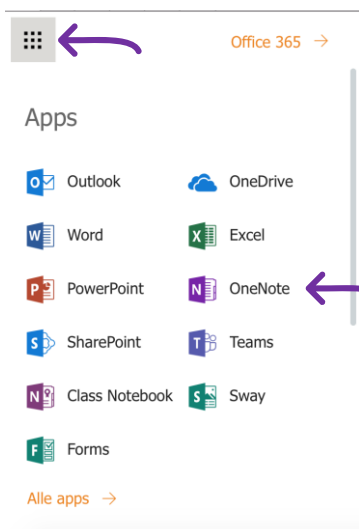 Office 365 →
Apps
Outlook OneDrive
Word Excel
PowerPoint OneNote
SharePoint Teams
Class Notebook Sway
Forms
Alle apps →